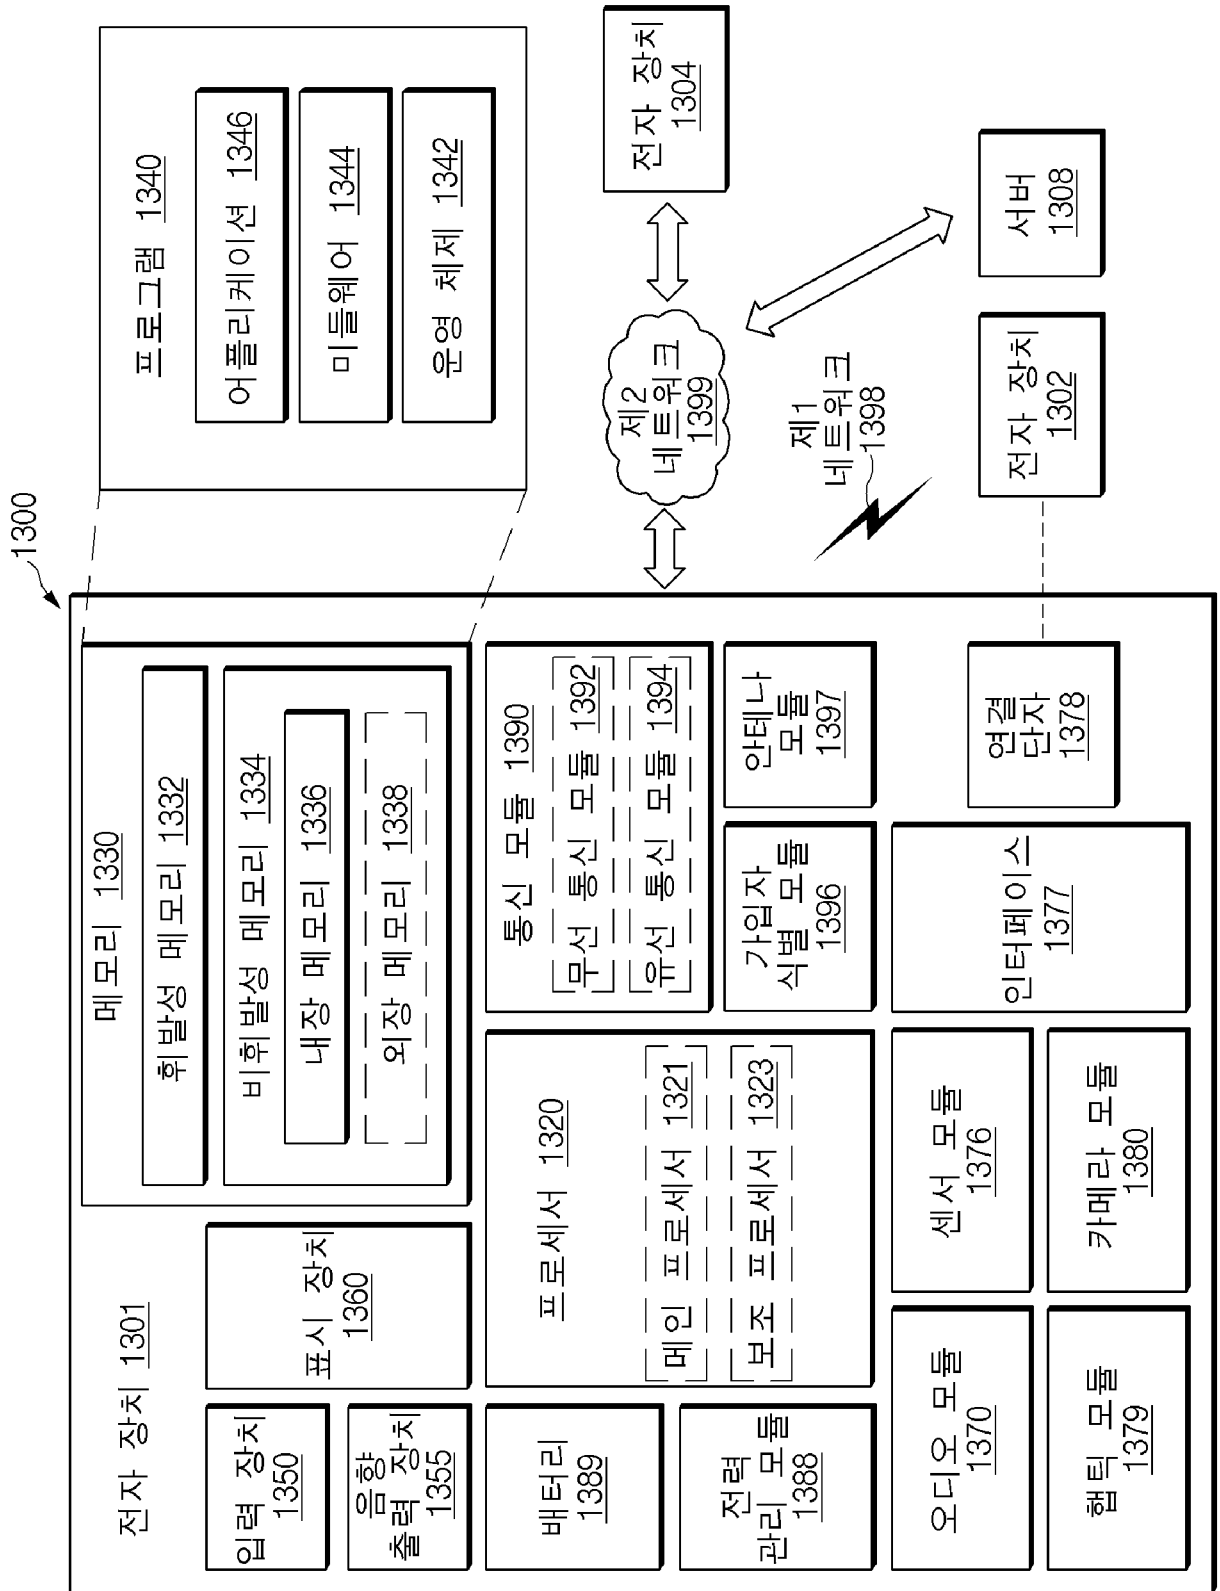 1300
전자 장치 1301
메모리 1330
휘발성 메모리 1332
비휘발성 메모리 1334
내장 메모리 1336
외장 메모리 1338
프로그램 1340
어플리케이션 1346
미들웨어 1344
운영 체제 1342
입력 장치
1350
음향
출력 장치
1355
표시 장치
1360
배터리
1389
전력
관리 모듈
1388
프로세서 1320
메인 프로세서 1321
보조 프로세서 1323
통신 모듈 1390
무선 통신 모듈 1392
유선 통신 모듈 1394
가입자
식별 모듈
1396
안테나
모듈
1397
제2
네트워크
1399
전자 장치
1304
제1
네트워크
1398
서버
1308
오디오 모듈
1370
센서 모듈
1376
인터페이스
1377
연결
단자
1378
전자 장치
1302
햅틱 모듈
1379
카메라 모듈
1380